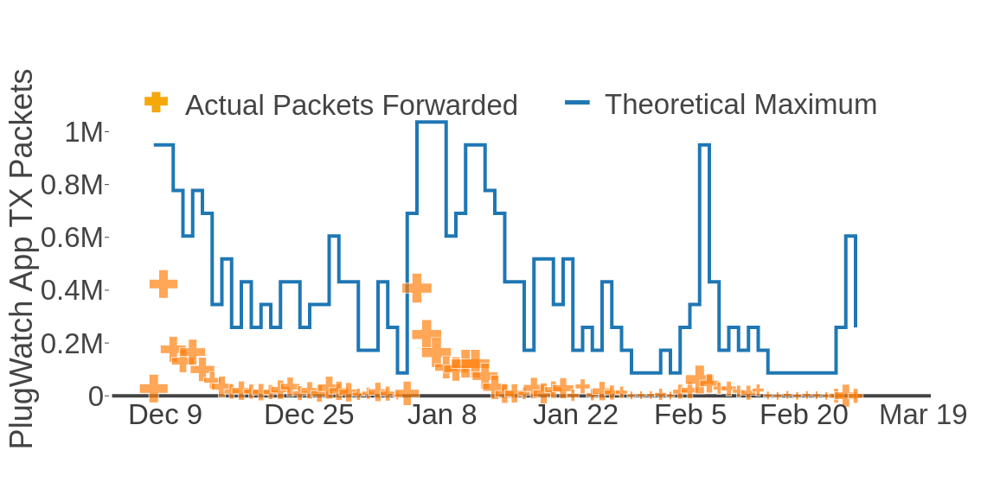 PlugWatch App TX Packets
Actual Packets Forwarded
Theoretical Maximum
1M
0.8M
0.6M
0.4M
0.2M
0
Dec 9
Dec 25
Jan 8
Jan 22
Feb 5
Feb 20
Mar 19